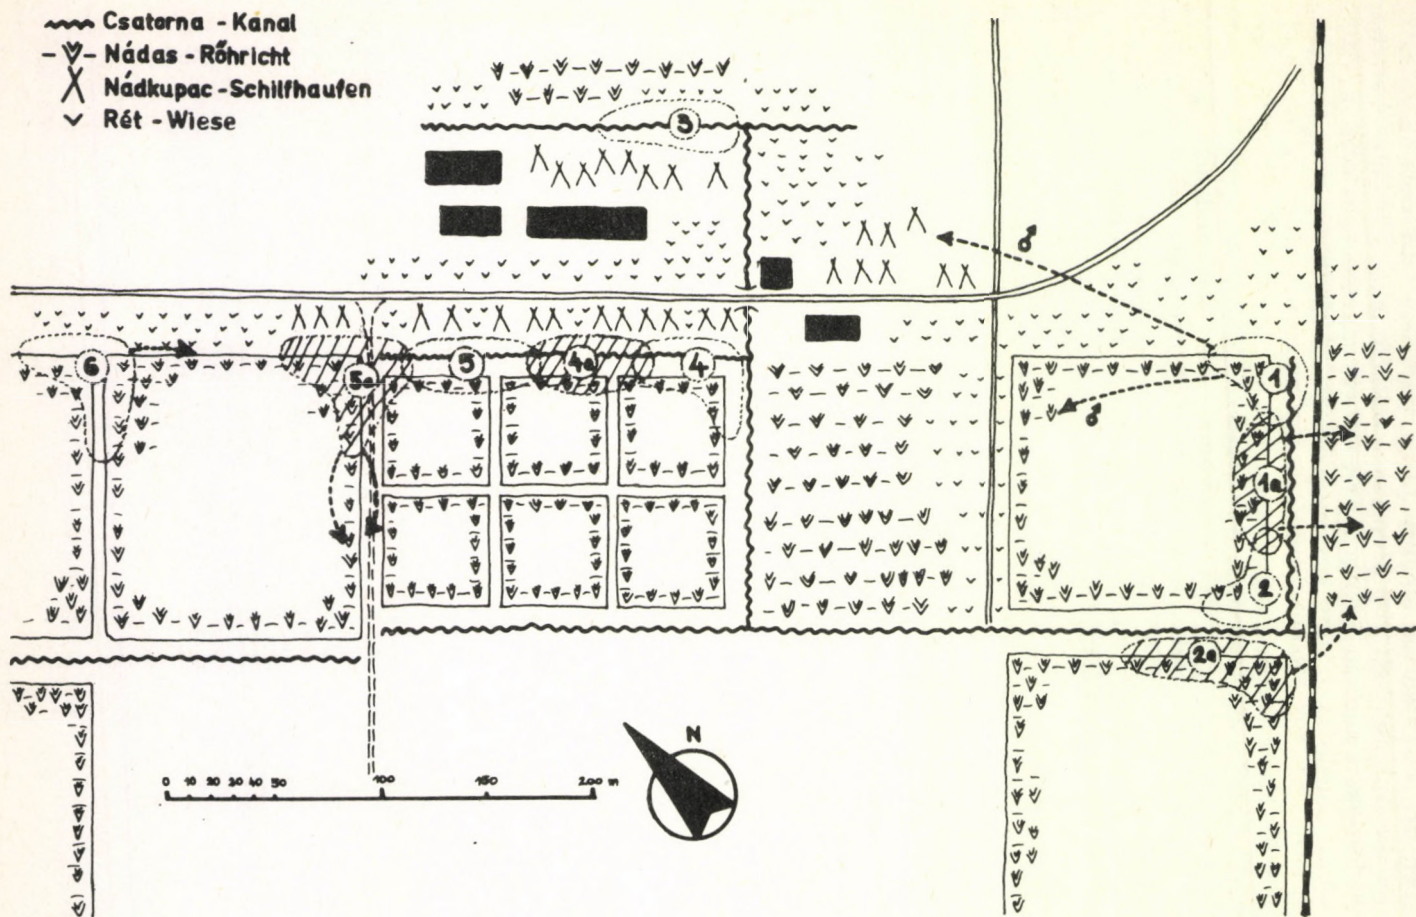 Csatorna - Kanal
Nádas - Rőhricht
Nádkupac - Schilfhaufen
Rét - Wiese
3
♂
6
5a
5
4a
4
1
♂
1a
2
2a
N
0 10 20 30 40 50 100 150 200 m